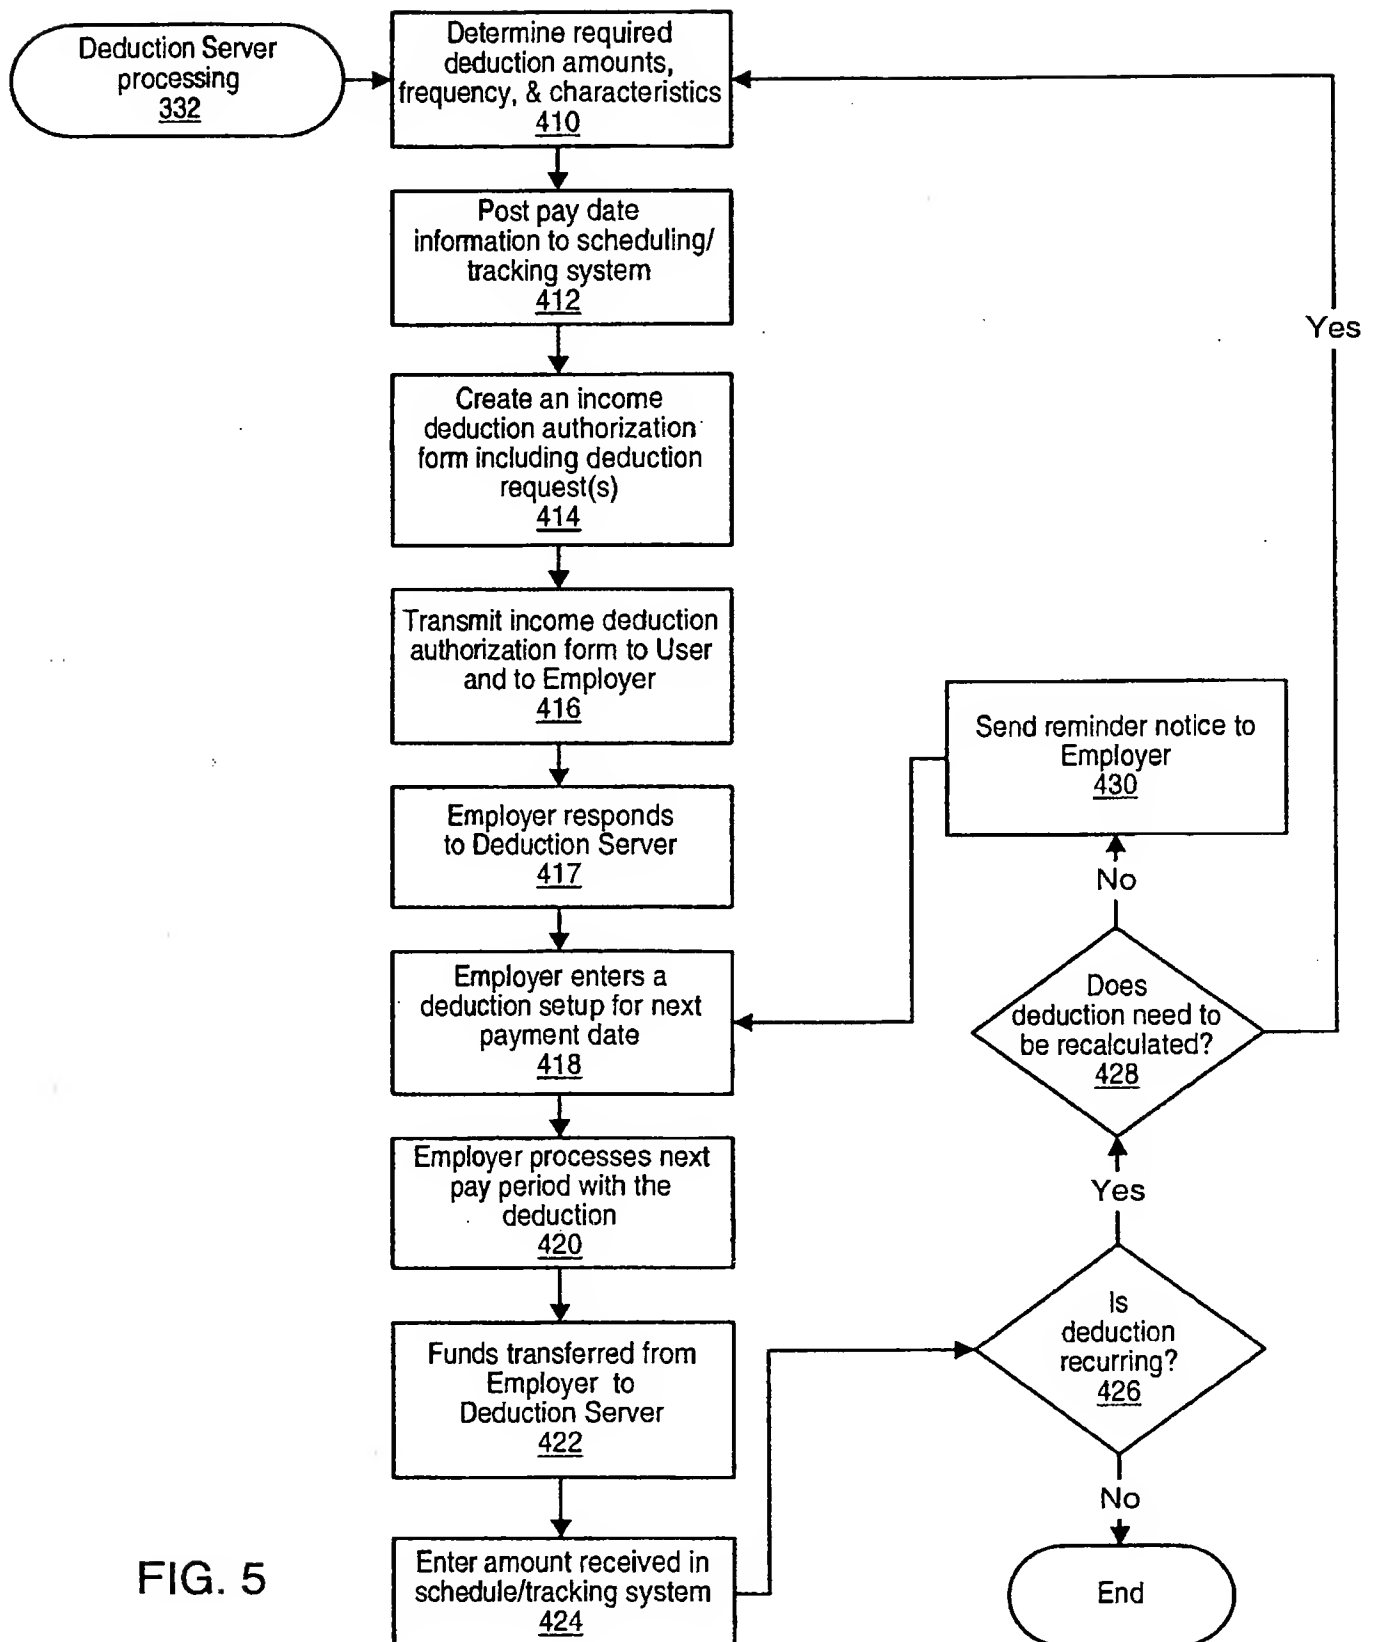 Deduction Server
processing
332
Determine required
deduction amounts,
frequency, & characteristics
410
Post pay date
information to scheduling/
tracking system
412
Yes
Create an income
deduction authorization
form including deduction
request(s)
414
Transmit income deduction
authorization form to User
and to Employer
416
Send reminder notice to
Employer
430
Employer responds
to Deduction Server
417
No
Employer enters a
deduction setup for next
payment date
418
Does
deduction need to
be recalculated?
428
Employer processes next
pay period with the
deduction
420
Yes
Is
deduction
recurring?
426
Funds transferred from
Employer to
Deduction Server
422
No
Enter amount received in
schedule/tracking system
424
End
FIG. 5